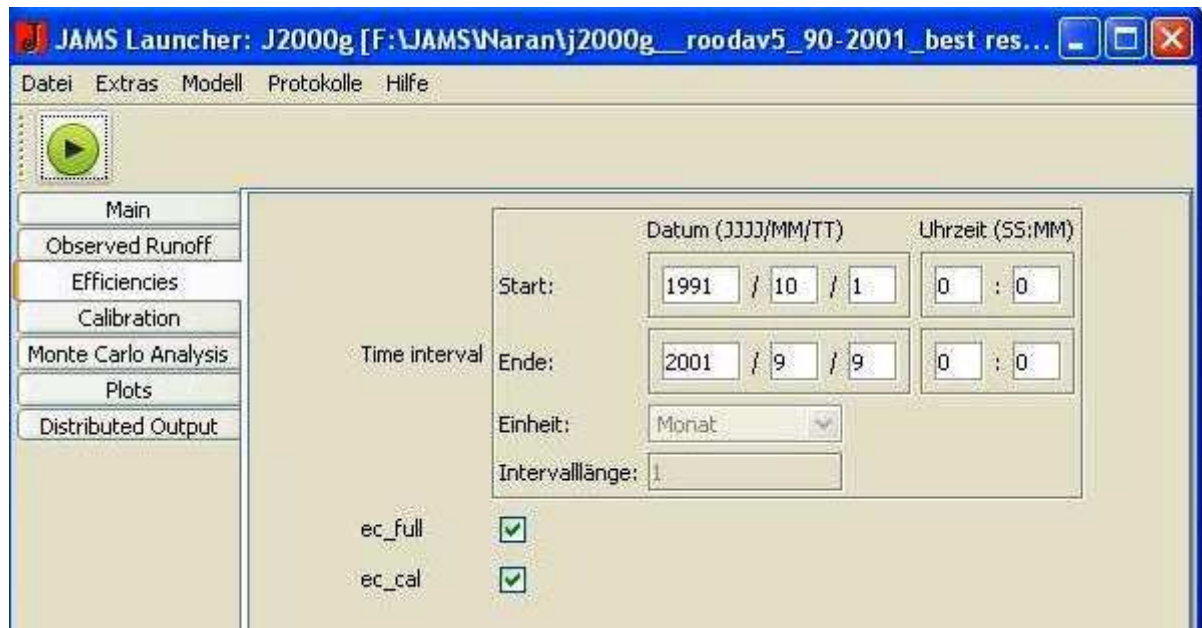 JAMS Launcher: J2000g [F:\JAMS\Naran\j2000g__roodav5_90-2001_best res...
Datei Extras Modell Protokolle Hilfe
Main
Observed Runoff
Efficiencies
Calibration
Monte Carlo Analysis
Plots
Distributed Output
Datum (JJJJ/MM/TT) Uhrzeit (SS:MM)
Start: 1991 / 10 / 1 0 : 0
Time interval
Ende: 2001 / 9 / 9 0 : 0
Einheit: Monat
Intervalllänge: 1
ec_full
ec_cal